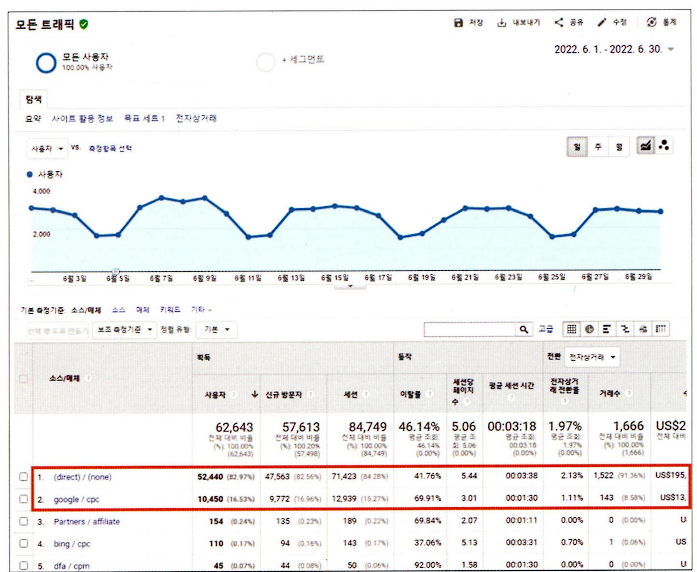 모든 트래픽
저장 내보내기 공유 수정 통계
모든 사용자
100.00% 사용자
+ 세그먼트
2022. 6. 1. - 2022. 6. 30.
탐색
요약 사이트 활용 정보 목표 세트 1 전자상거래
사용자 vs. 측정항목 선택
일 주 월
사용자
4,000
2,000
... 6월 3일 6월 5일 6월 7일 6월 9일 6월 11일 6월 13일 6월 15일 6월 17일 6월 19일 6월 21일 6월 23일 6월 25일 6월 27일 6월 29일
기본 측정기준: 소스/매체 소스 매체 키워드 기타
보조 측정기준 정렬 유형: 기본 고급
소스/매체 획득 동작 전환 전자상거래
사용자 신규 방문자 세션 이탈률 세션당 페이지 수 평균 세션 시간 전자상거래 전환율 거래수
62,643 57,613 84,749 46.14% 5.06 00:03:18 1.97% 1,666 US$2
전체 대비 비율 (%): 100.00% (62,643) 전체 대비 비율 (%): 100.20% (57,498) 전체 대비 비율 (%): 100.00% (84,749) 평균 조회: 46.14% (0.00%) 평균 조회: 5.06 (0.00%) 평균 조회: 00:03:18 (0.00%) 평균 조회: 1.97% (0.00%) 전체 대비 비율 (%): 100.00% (1,666) 전체 대비
1. (direct) / (none) 52,440 (82.97%) 47,563 (82.56%) 71,423 (84.28%) 41.76% 5.44 00:03:38 2.13% 1,522 (91.36%) US$195,
2. google / cpc 10,450 (16.53%) 9,772 (16.96%) 12,939 (15.27%) 69.91% 3.01 00:01:30 1.11% 143 (8.58%) US$13,
3. Partners / affiliate 154 (0.24%) 135 (0.23%) 189 (0.22%) 69.84% 2.07 00:01:11 0.00% 0 (0.00%) U
4. bing / cpc 110 (0.17%) 94 (0.16%) 143 (0.17%) 37.06% 5.13 00:03:31 0.70% 1 (0.06%) US
5. dfa / cpm 45 (0.07%) 44 (0.08%) 50 (0.06%) 92.00% 1.58 00:01:30 0.00% 0 (0.00%) U